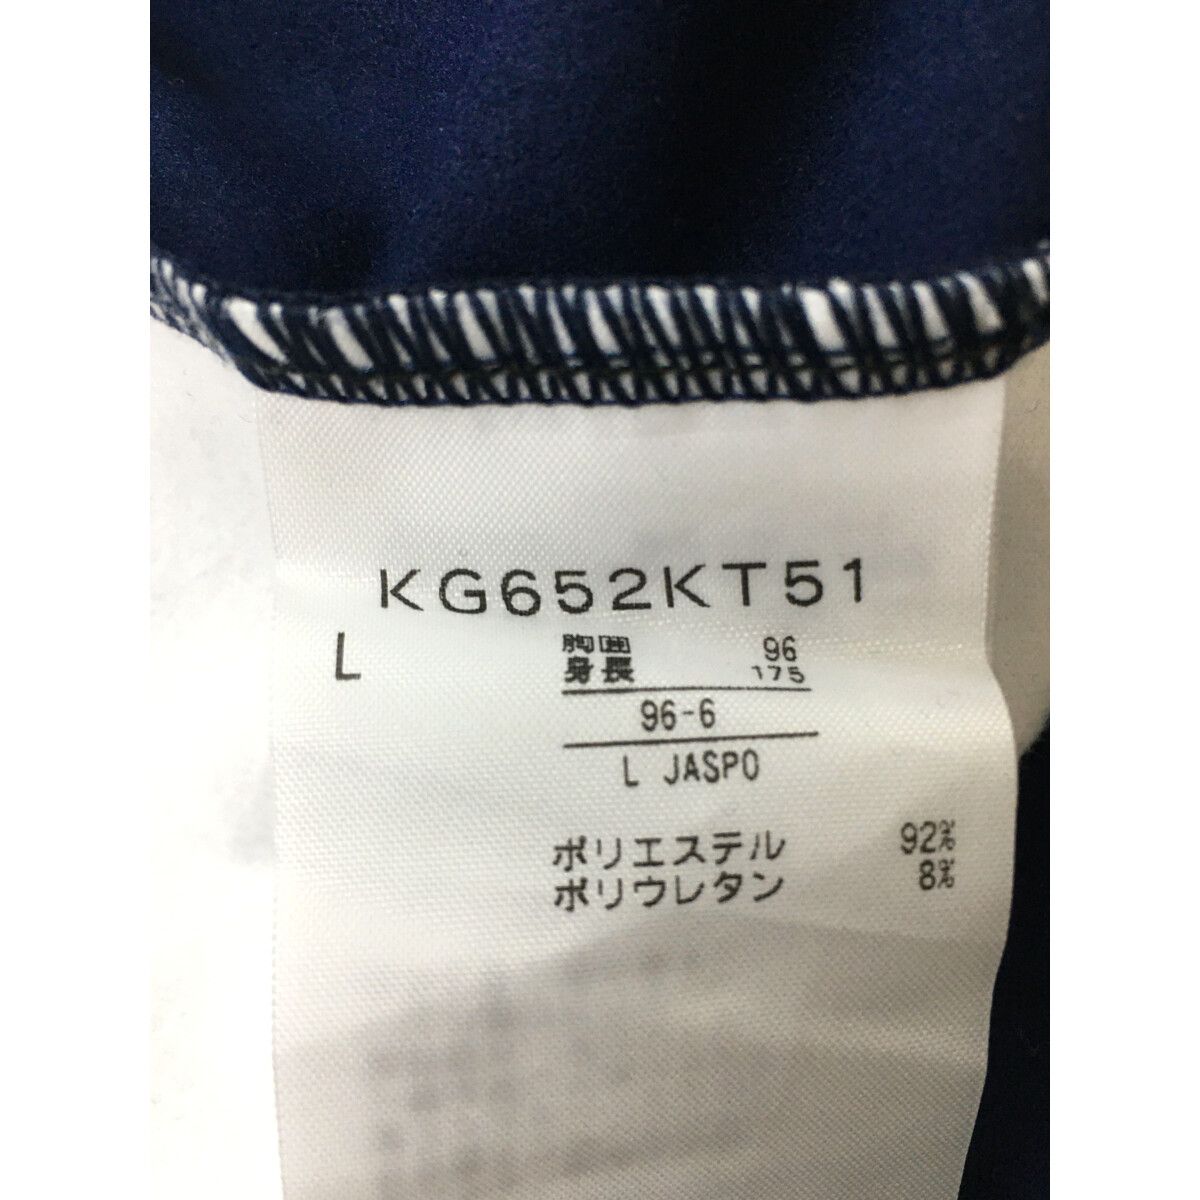 KG652KT51
L 胸囲 96
身長 175
96-6
L JASPO
ポリエステル 92%
ポリウレタン 8%